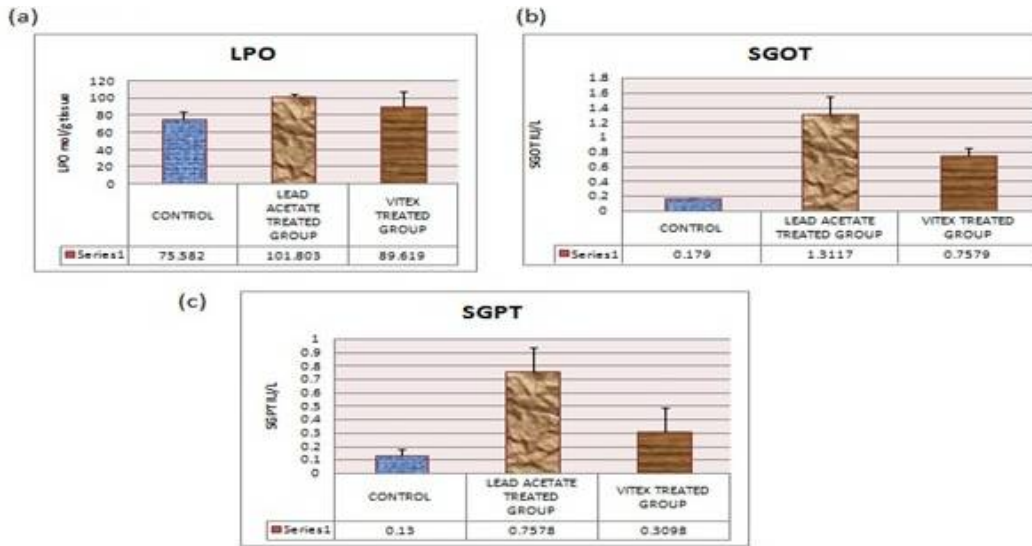 (a)
LPO
LPO mol/g tissue
120
100
80
60
40
20
0
CONTROL
LEAD ACETATE TREATED GROUP
VITEX TREATED GROUP
Series1 75.582 101.803 89.619
(b)
SGOT
SGOT IU/L
1.8
1.6
1.4
1.2
1
0.8
0.6
0.4
0.2
0
CONTROL
LEAD ACETATE TREATED GROUP
VITEX TREATED GROUP
Series1 0.179 1.3117 0.7579
(c)
SGPT
SGPT IU/L
1
0.9
0.8
0.7
0.6
0.5
0.4
0.3
0.2
0.1
0
CONTROL
LEAD ACETATE TREATED GROUP
VITEX TREATED GROUP
Series1 0.13 0.7578 0.3098